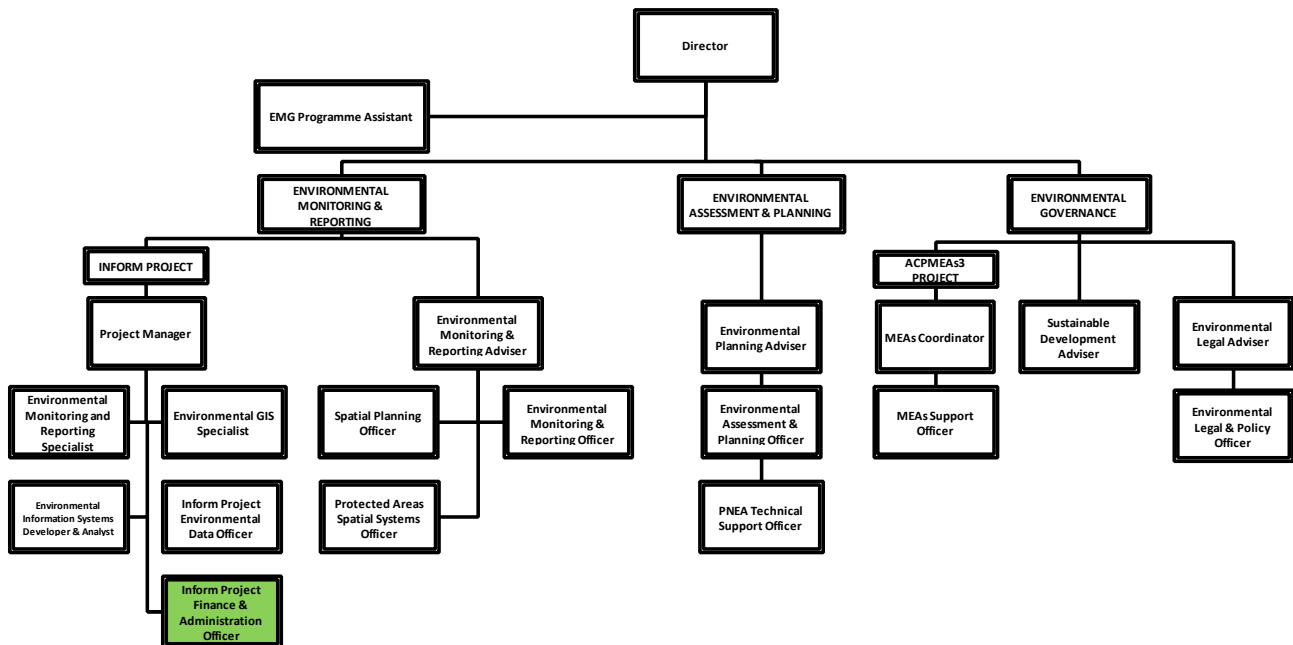 Director
EMG Programme Assistant
ENVIRONMENTAL
MONITORING &
REPORTING
ENVIRONMENTAL
ASSESSMENT & PLANNING
ENVIRONMENTAL
GOVERNANCE
INFORM PROJECT
ACPMEAs3
PROJECT
Project Manager
Environmental
Monitoring &
Reporting Adviser
Environmental
Planning Adviser
MEAs Coordinator
Sustainable
Development
Adviser
Environmental
Legal Adviser
Environmental
Monitoring and
Reporting
Specialist
Environmental GIS
Specialist
Spatial Planning
Officer
Environmental
Monitoring &
Reporting Officer
Environmental
Assessment &
Planning Officer
MEAs Support
Officer
Environmental
Legal & Policy
Officer
Environmental
Information Systems
Developer & Analyst
Inform Project
Environmental
Data Officer
Protected Areas
Spatial Systems
Officer
PNEA Technical
Support Officer
Inform Project
Finance &
Administration
Officer